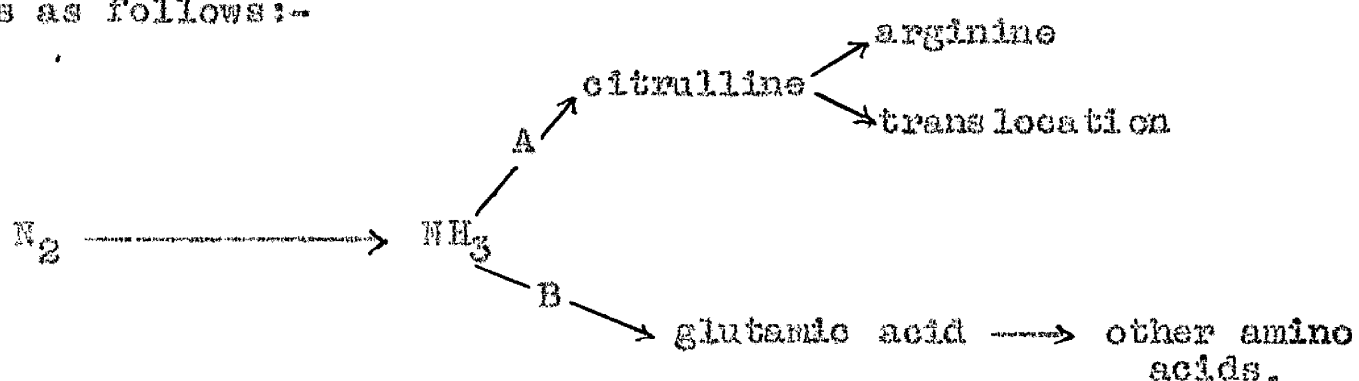 s as follows:-
arginine
citrulline
translocation
A
N2 NH3
B
glutamic acid other amino
acids.